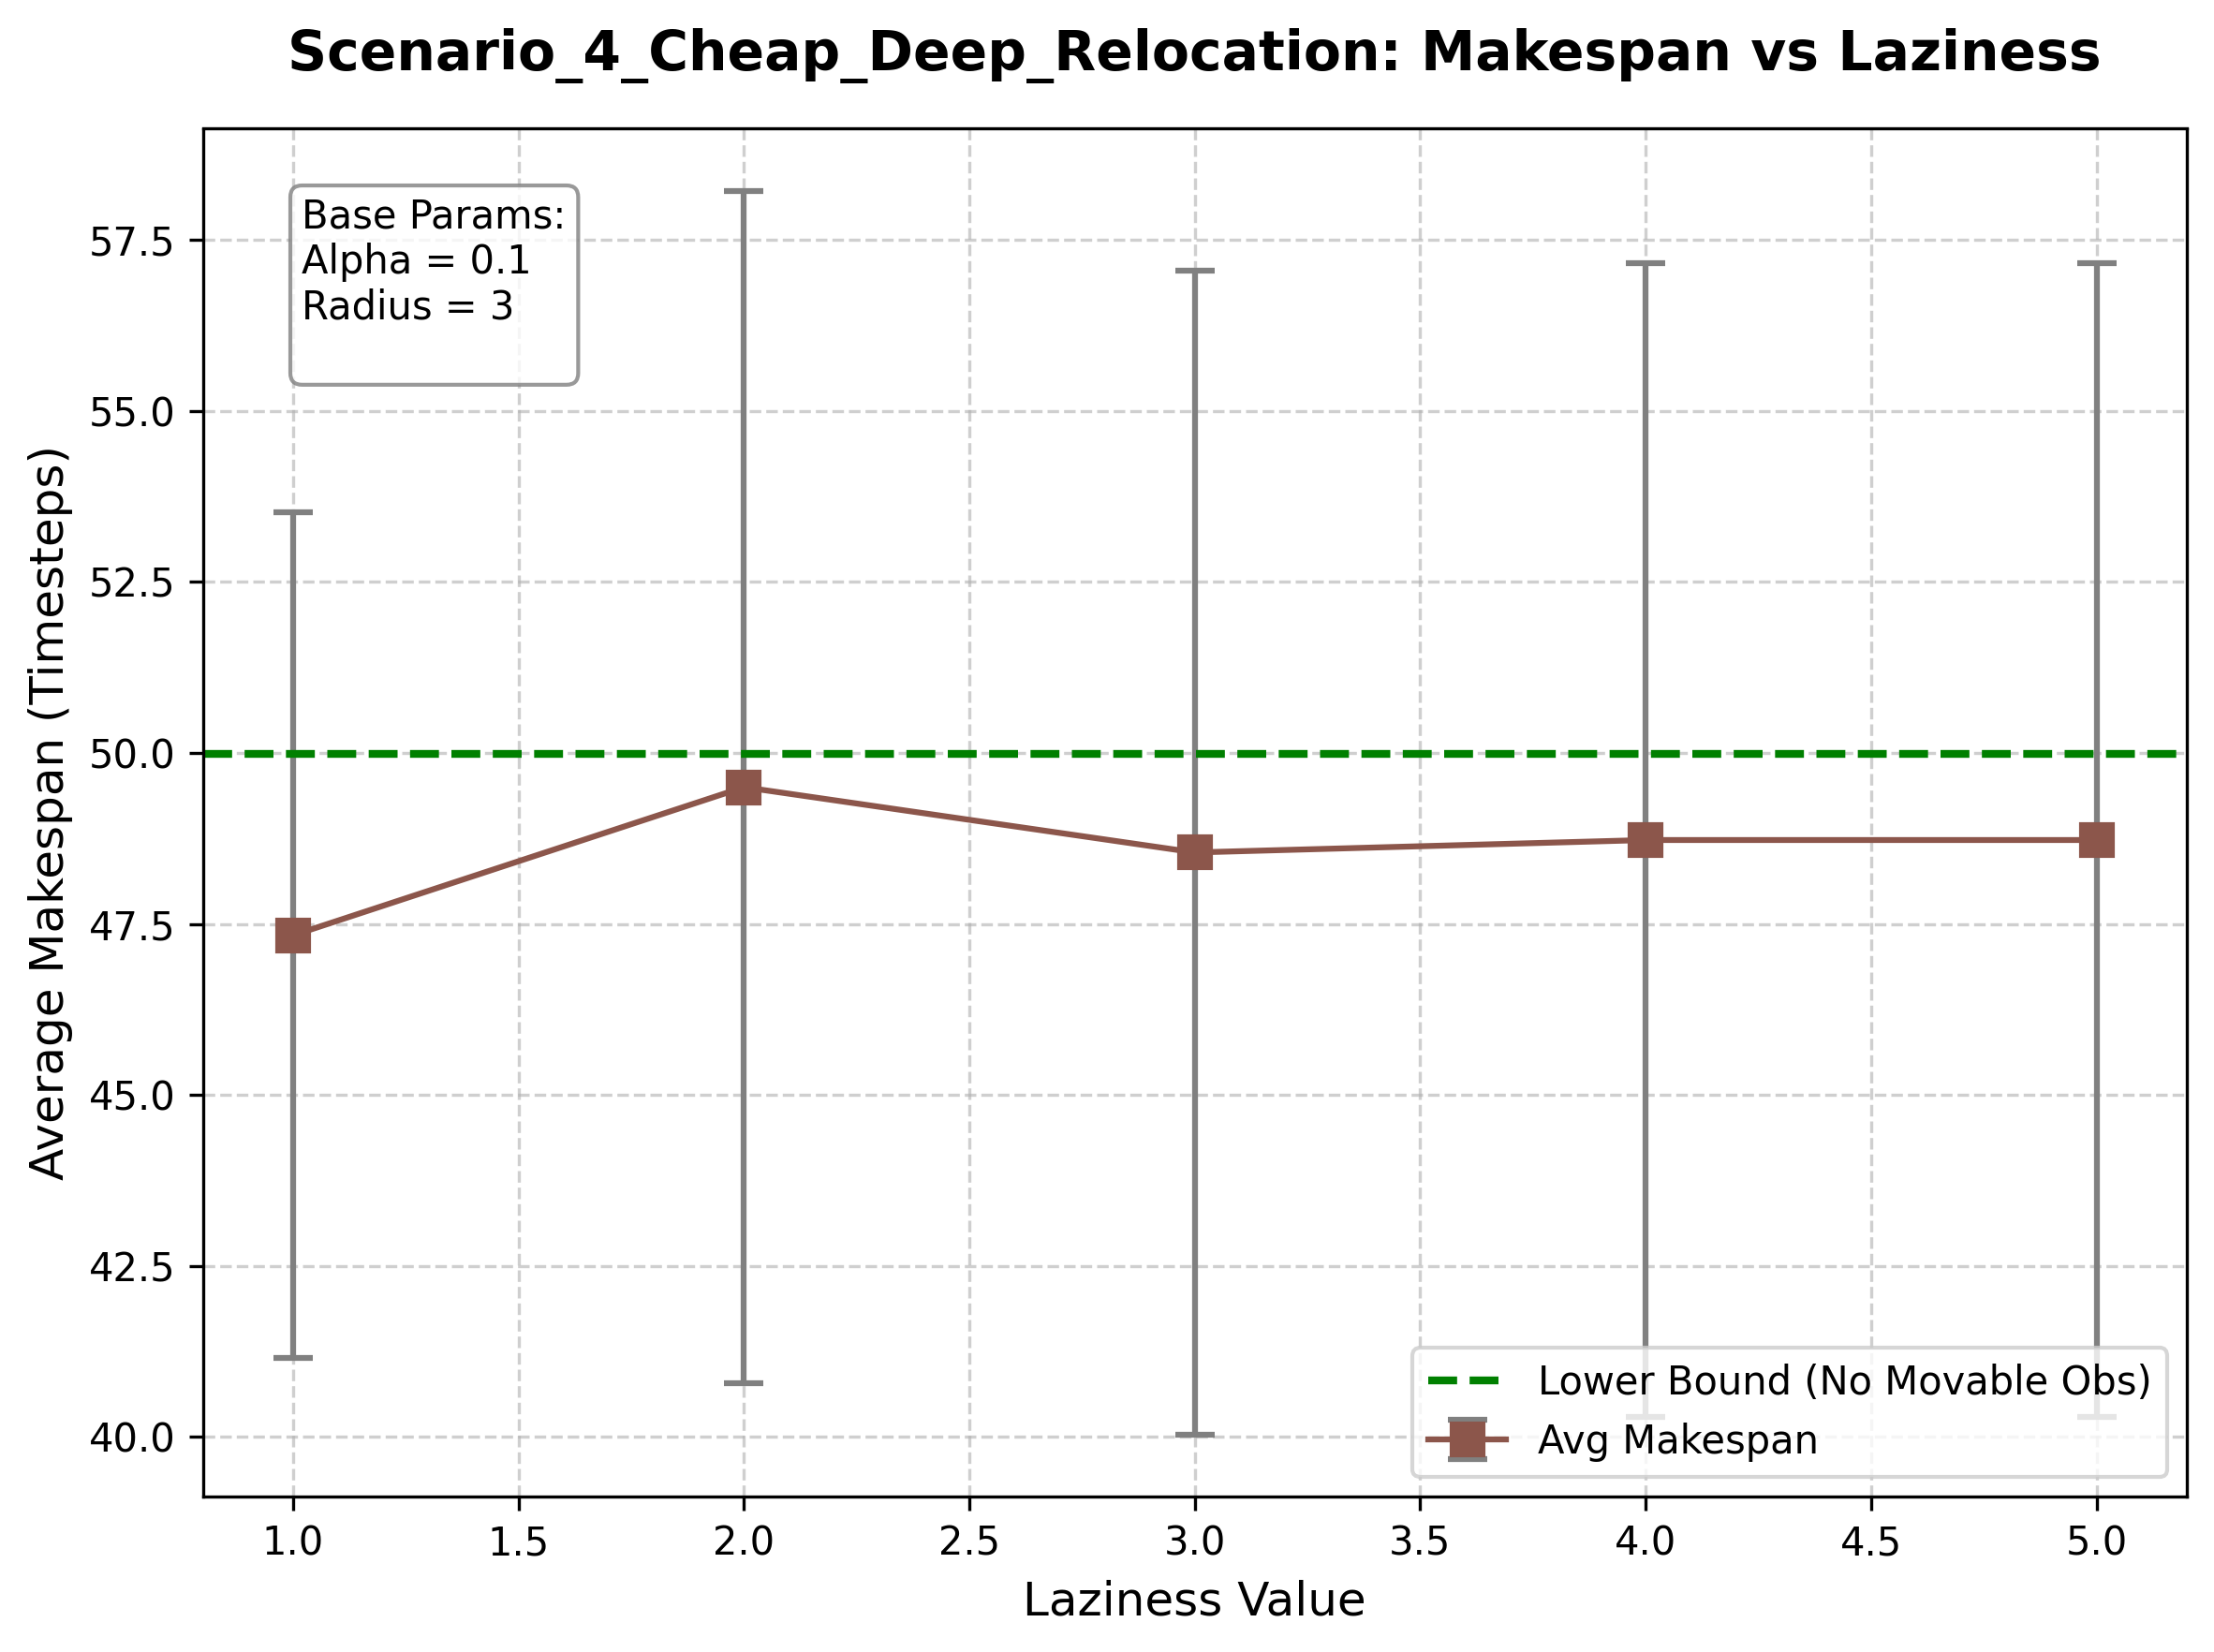 Scenario_4_Cheap_Deep_Relocation: Makespan vs Laziness
Base Params:
Alpha = 0.1
Radius = 3
Average Makespan (Timesteps)
57.5
55.0
52.5
50.0
47.5
45.0
42.5
40.0
Lower Bound (No Movable Obs)
Avg Makespan
1.0 1.5 2.0 2.5 3.0 3.5 4.0 4.5 5.0
Laziness Value